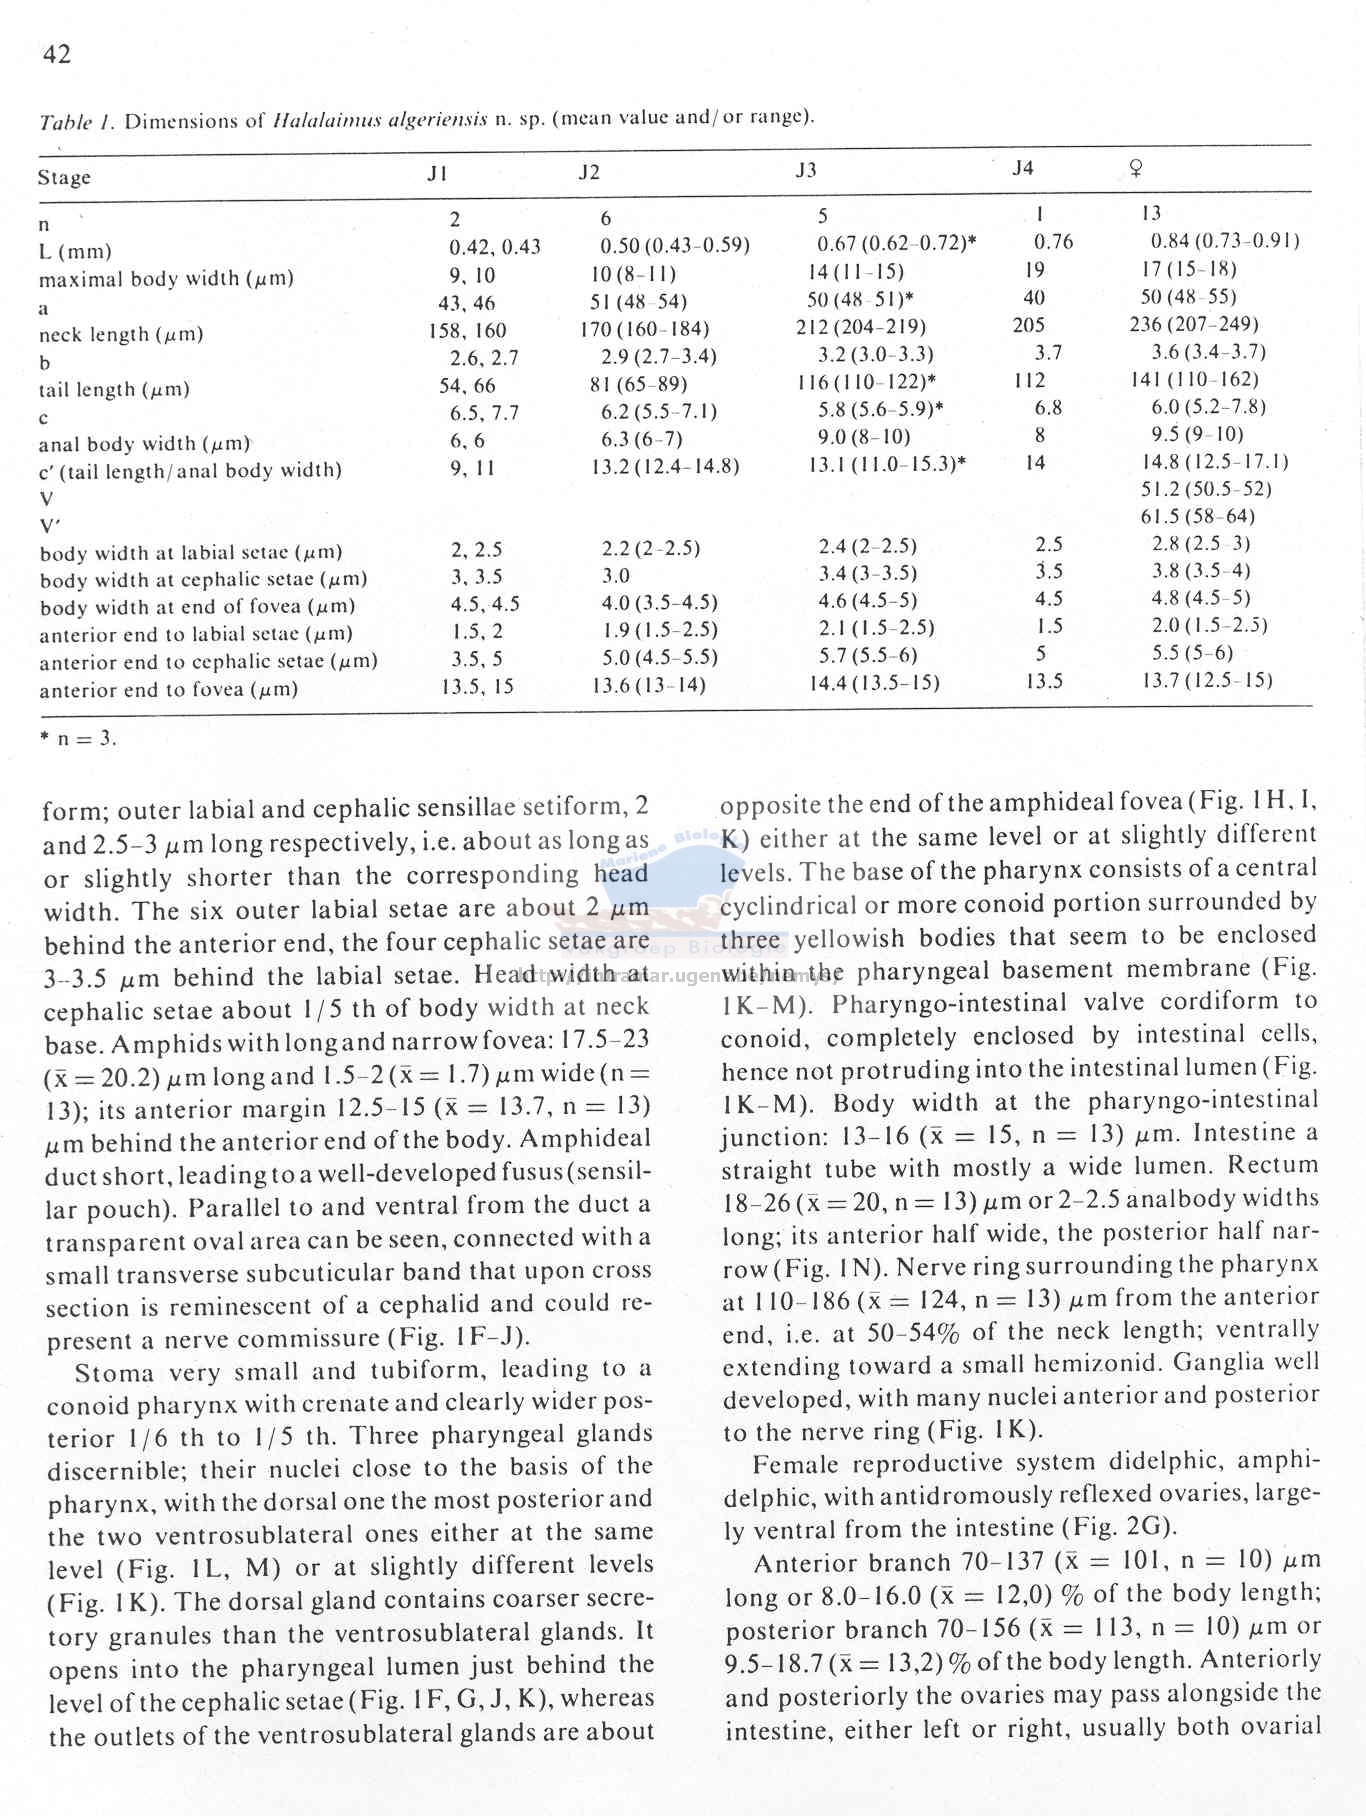 42
Table 1. Dimensions of Halalaimus algeriensis n. sp. (mean value and/or range).
Stage J1 J2 J3 J4 ♀
n 2 6 5 1 13
L (mm) 0.42, 0.43 0.50 (0.43-0.59) 0.67 (0.62-0.72)* 0.76 0.84 (0.73-0.91)
maximal body width (μm) 9, 10 10 (8-11) 14 (11-15) 19 17 (15-18)
a 43, 46 51 (48-54) 50 (48-51)* 40 50 (48-55)
neck length (μm) 158, 160 170 (160-184) 212 (204-219) 205 236 (207-249)
b 2.6, 2.7 2.9 (2.7-3.4) 3.2 (3.0-3.3) 3.7 3.6 (3.4-3.7)
tail length (μm) 54, 66 81 (65-89) 116 (110-122)* 112 141 (110-162)
c 6.5, 7.7 6.2 (5.5-7.1) 5.8 (5.6-5.9)* 6.8 6.0 (5.2-7.8)
anal body width (μm) 6, 6 6.3 (6-7) 9.0 (8-10) 8 9.5 (9-10)
c′ (tail length/anal body width) 9, 11 13.2 (12.4-14.8) 13.1 (11.0-15.3)* 14 14.8 (12.5-17.1)
V 51.2 (50.5-52)
V′ 61.5 (58-64)
body width at labial setae (μm) 2, 2.5 2.2 (2-2.5) 2.4 (2-2.5) 2.5 2.8 (2.5-3)
body width at cephalic setae (μm) 3, 3.5 3.0 3.4 (3-3.5) 3.5 3.8 (3.5-4)
body width at end of fovea (μm) 4.5, 4.5 4.0 (3.5-4.5) 4.6 (4.5-5) 4.5 4.8 (4.5-5)
anterior end to labial setae (μm) 1.5, 2 1.9 (1.5-2.5) 2.1 (1.5-2.5) 1.5 2.0 (1.5-2.5)
anterior end to cephalic setae (μm) 3.5, 5 5.0 (4.5-5.5) 5.7 (5.5-6) 5 5.5 (5-6)
anterior end to fovea (μm) 13.5, 15 13.6 (13-14) 14.4 (13.5-15) 13.5 13.7 (12.5-15)
* n = 3.
form; outer labial and cephalic sensillae setiform, 2
and 2.5-3 μm long respectively, i.e. about as long as
or slightly shorter than the corresponding head
width. The six outer labial setae are about 2 μm
behind the anterior end, the four cephalic setae are
3-3.5 μm behind the labial setae. Head width at
cephalic setae about 1/5 th of body width at neck
base. Amphids with long and narrow fovea: 17.5-23
(x̄ = 20.2) μm long and 1.5-2 (x̄ = 1.7) μm wide (n =
13); its anterior margin 12.5-15 (x̄ = 13.7, n = 13)
μm behind the anterior end of the body. Amphideal
duct short, leading to a well-developed fusus (sensil-
lar pouch). Parallel to and ventral from the duct a
transparent oval area can be seen, connected with a
small transverse subcuticular band that upon cross
section is reminescent of a cephalid and could re-
present a nerve commissure (Fig. 1F-J).
Stoma very small and tubiform, leading to a
conoid pharynx with crenate and clearly wider pos-
terior 1/6 th to 1/5 th. Three pharyngeal glands
discernible; their nuclei close to the basis of the
pharynx, with the dorsal one the most posterior and
the two ventrosublateral ones either at the same
level (Fig. 1L, M) or at slightly different levels
(Fig. 1K). The dorsal gland contains coarser secre-
tory granules than the ventrosublateral glands. It
opens into the pharyngeal lumen just behind the
level of the cephalic setae (Fig. 1F, G, J, K), whereas
the outlets of the ventrosublateral glands are about
opposite the end of the amphideal fovea (Fig. 1H, I,
K) either at the same level or at slightly different
levels. The base of the pharynx consists of a central
cyclindrical or more conoid portion surrounded by
three yellowish bodies that seem to be enclosed
within the pharyngeal basement membrane (Fig.
1K-M). Pharyngo-intestinal valve cordiform to
conoid, completely enclosed by intestinal cells,
hence not protruding into the intestinal lumen (Fig.
1K-M). Body width at the pharyngo-intestinal
junction: 13-16 (x̄ = 15, n = 13) μm. Intestine a
straight tube with mostly a wide lumen. Rectum
18-26 (x̄ = 20, n = 13) μm or 2-2.5 analbody widths
long; its anterior half wide, the posterior half nar-
row (Fig. 1N). Nerve ring surrounding the pharynx
at 110-186 (x̄ = 124, n = 13) μm from the anterior
end, i.e. at 50-54% of the neck length; ventrally
extending toward a small hemizonid. Ganglia well
developed, with many nuclei anterior and posterior
to the nerve ring (Fig. 1K).
Female reproductive system didelphic, amphi-
delphic, with antidromously reflexed ovaries, large-
ly ventral from the intestine (Fig. 2G).
Anterior branch 70-137 (x̄ = 101, n = 10) μm
long or 8.0-16.0 (x̄ = 12,0) % of the body length;
posterior branch 70-156 (x̄ = 113, n = 10) μm or
9.5-18.7 (x̄ = 13,2) % of the body length. Anteriorly
and posteriorly the ovaries may pass alongside the
intestine, either left or right, usually both ovarial
Mariene Biologie